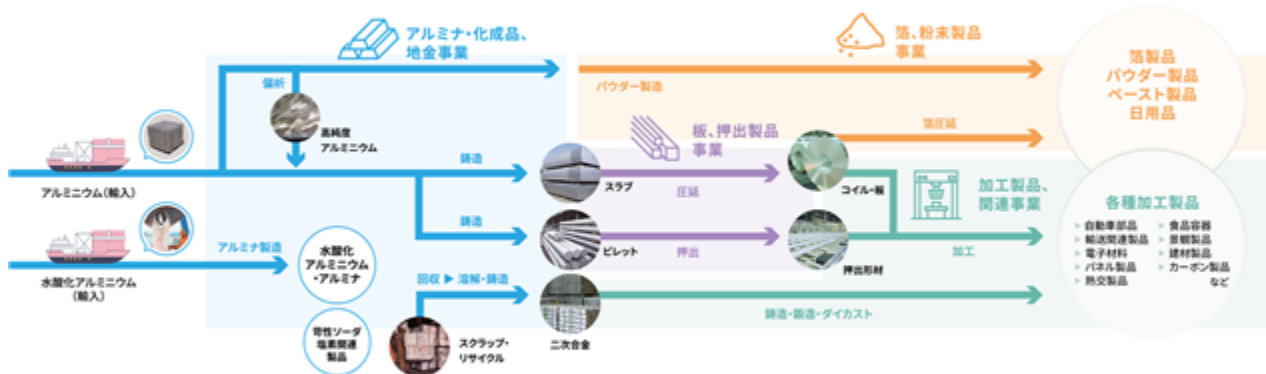 アルミナ・化成品、
地金事業
箔、粉末製品
事業
箔製品
パウダー製品
ペースト製品
日用品
偏析
パウダー製造
高純度
アルミニウム
板、押出製品
事業
箔圧延
アルミニウム(輸入)
鋳造
スラブ
圧延
コイル・板
加工製品、
関連事業
各種加工製品
自動車部品
輸送関連製品
電子材料
パネル製品
熱交製品
食品容器
景観製品
建材製品
カーボン製品
など
水酸化アルミニウム
(輸入)
アルミナ製造
水酸化
アルミニウム
・アルミナ
鋳造
ビレット
押出
押出形材
加工
回収 ▶ 溶解・鋳造
苛性ソーダ
塩素関連
製品
スクラップ・
リサイクル
二次合金
鋳造・鍛造・ダイカスト